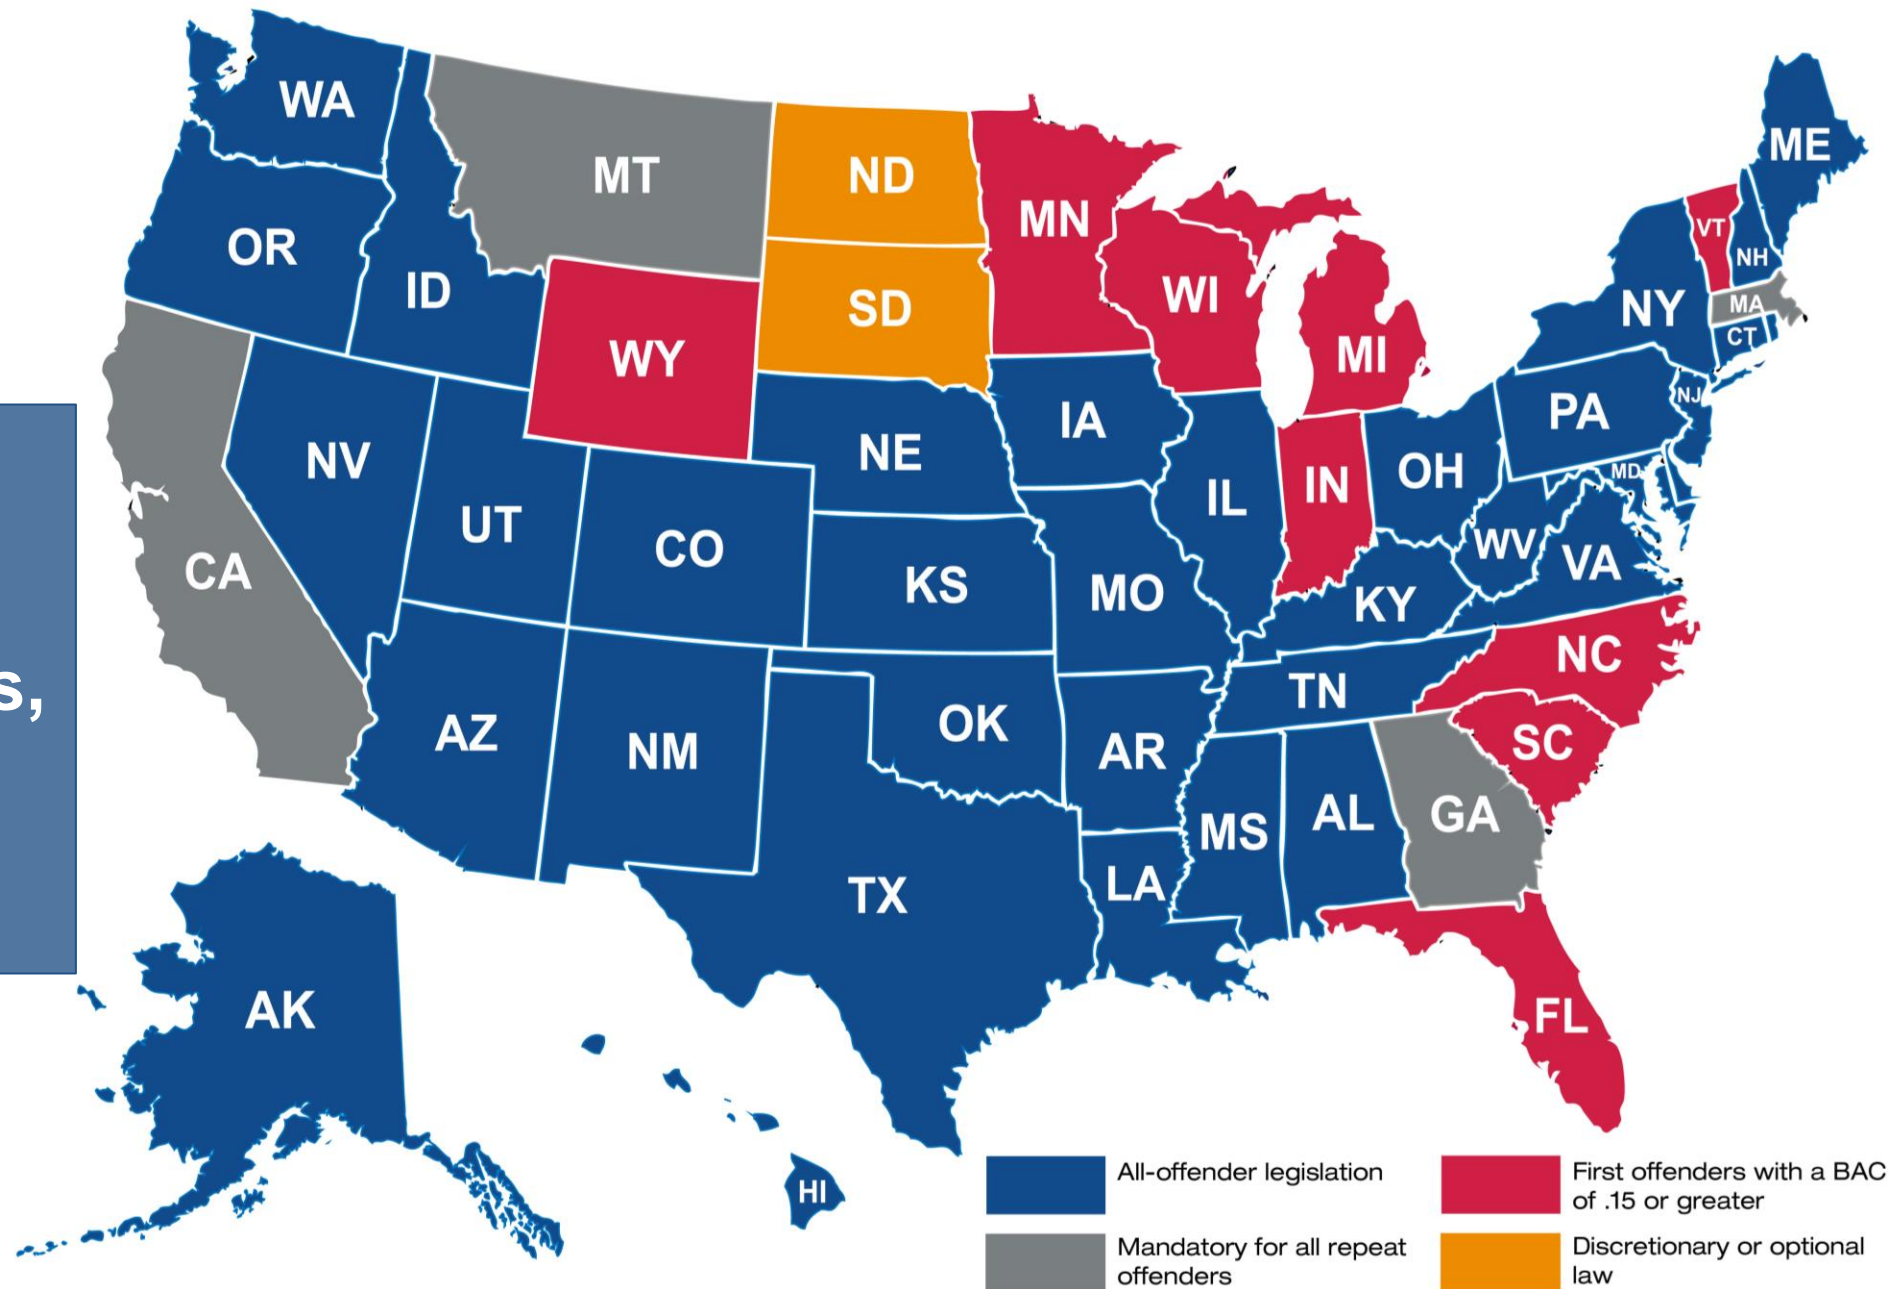 WA
ME
MT
ND
MN
VT
NH
OR
ID
SD
WI
NY
MA
CT
WY
MI
NV
NE
IA
PA
NJ
UT
CO
IL
IN
OH
MD
CA
KS
MO
KY
WV
VA
s,
AZ
NM
OK
AR
TN
NC
SC
TX
LA
MS
AL
GA
AK
FL
HI
All-offender legislation
First offenders with a BAC
of .15 or greater
Mandatory for all repeat
offenders
Discretionary or optional
law